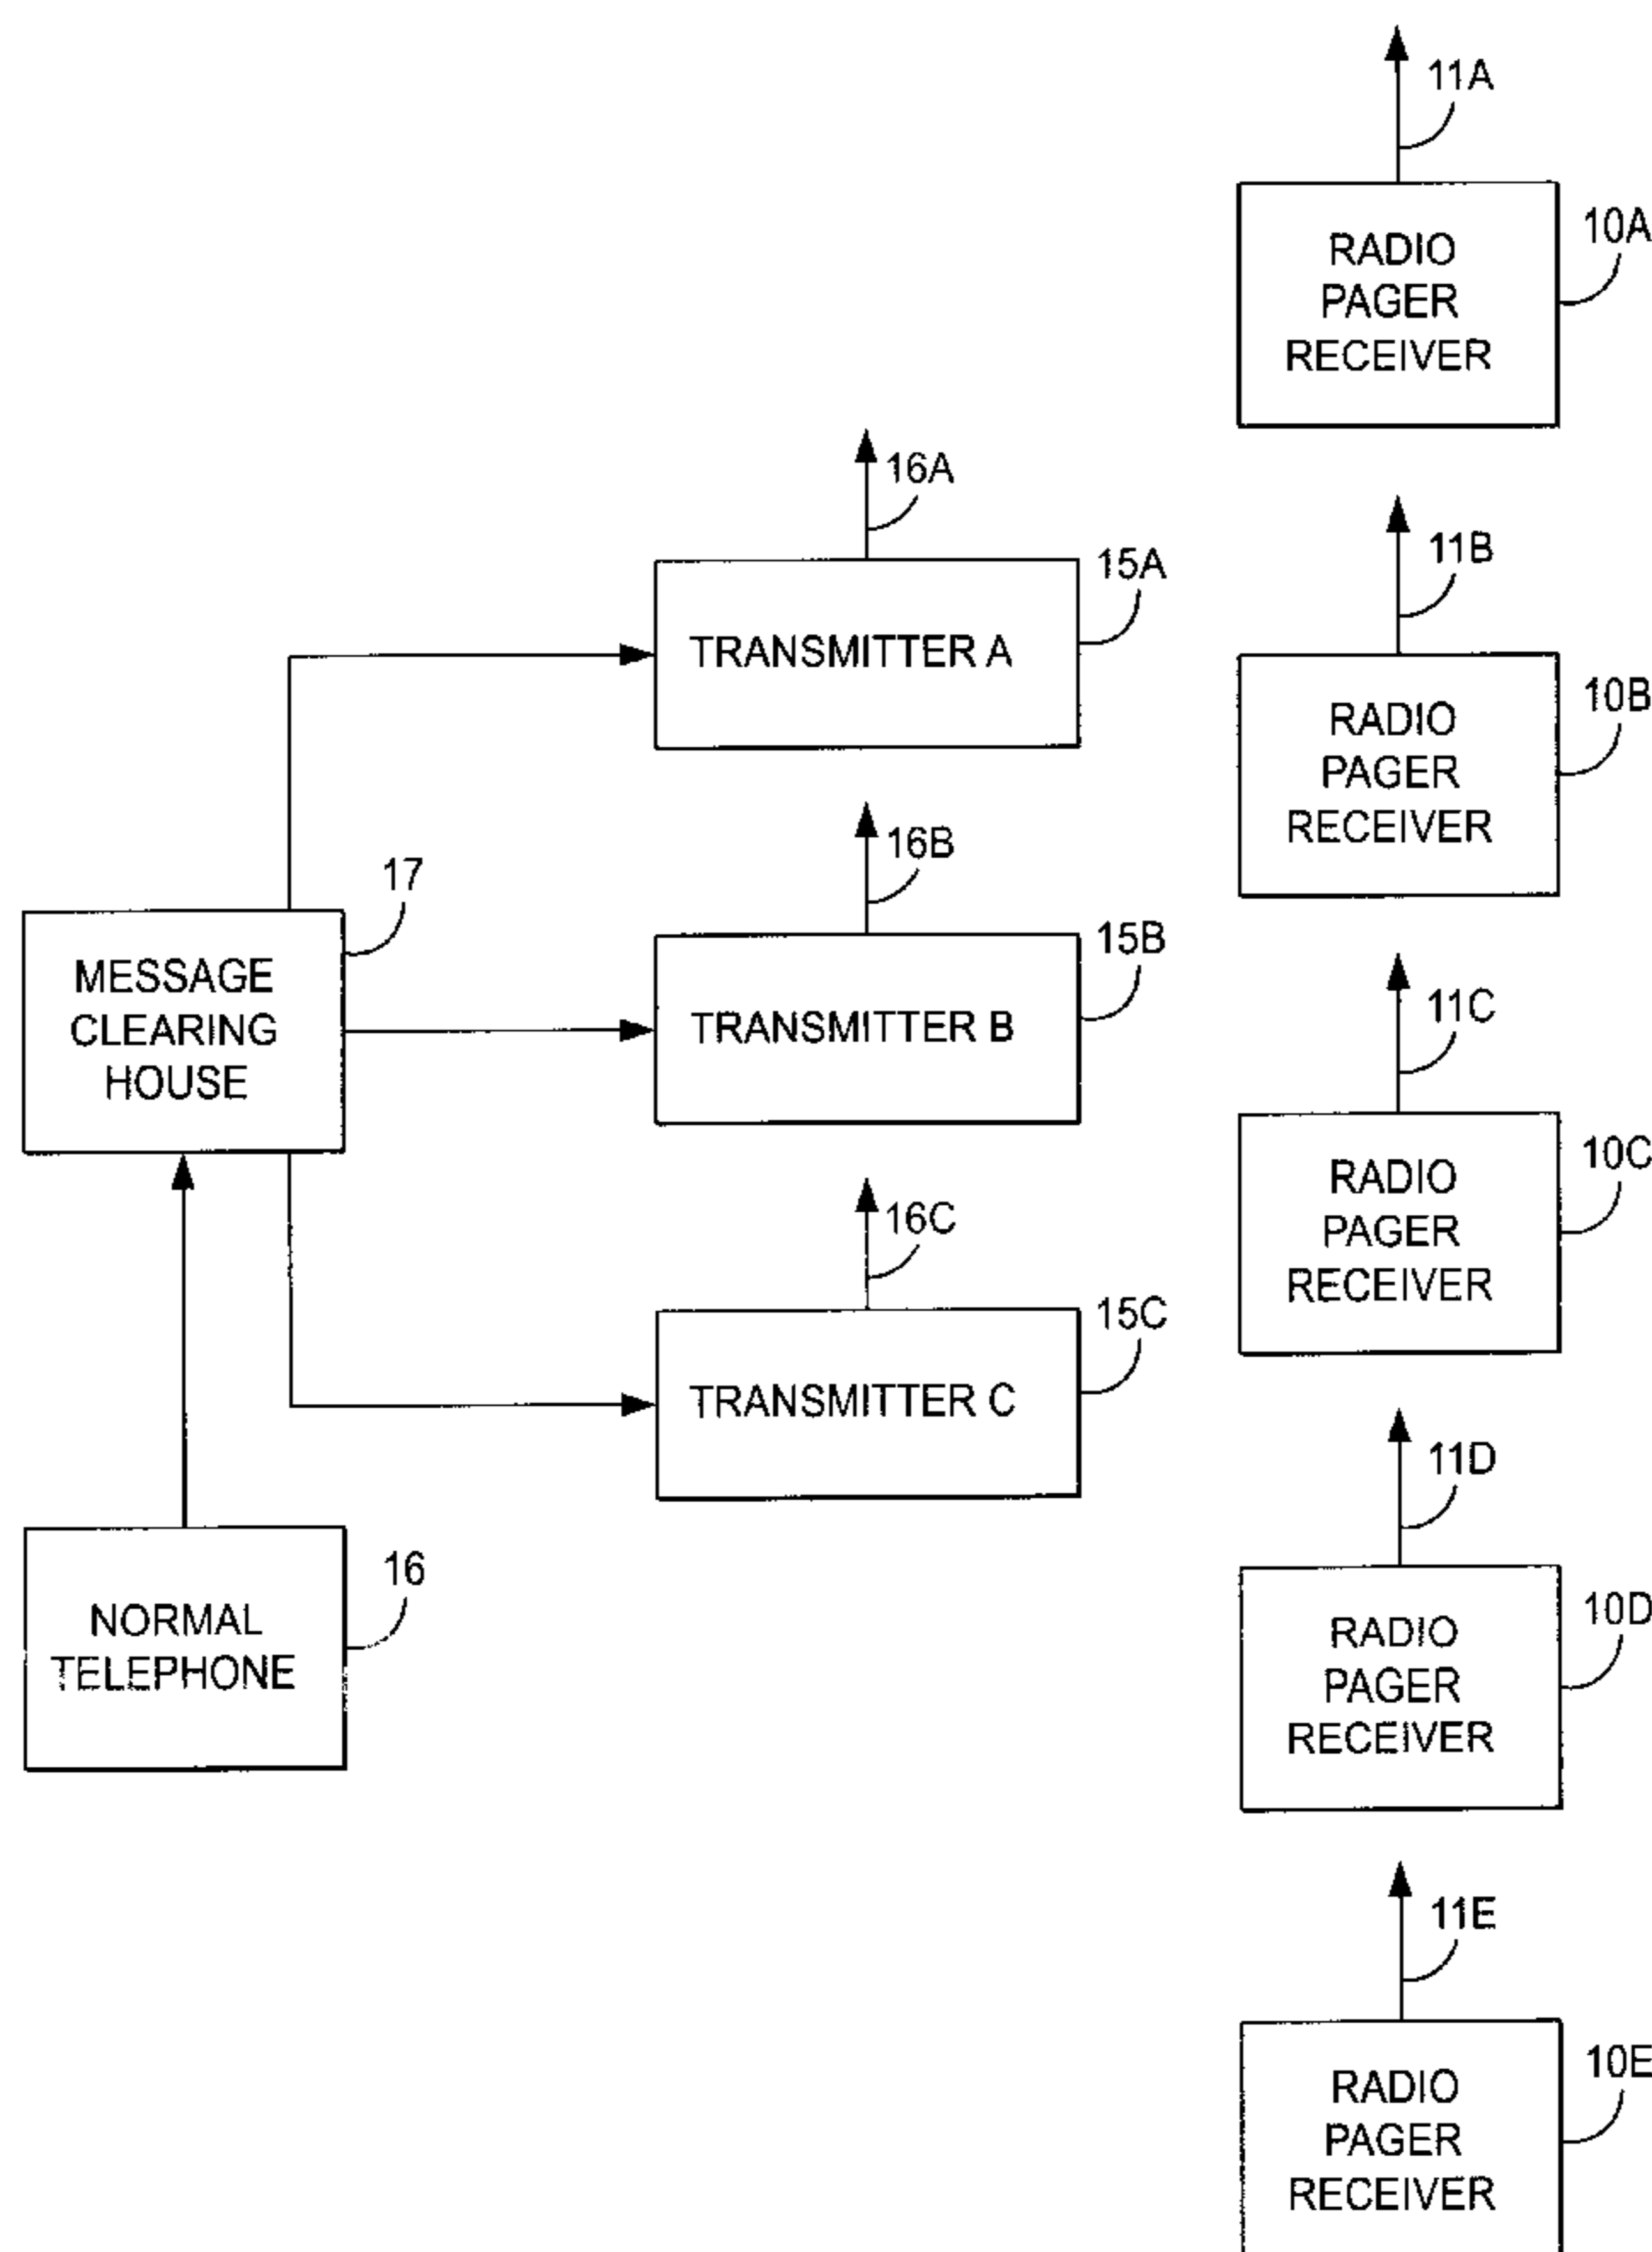 11A
10A
RADIO
PAGER
RECEIVER
16A
11B
15A
TRANSMITTER A
10B
RADIO
PAGER
RECEIVER
16B
17
15B
MESSAGE
CLEARING
HOUSE
TRANSMITTER B
11C
10C
RADIO
PAGER
RECEIVER
16C
15C
TRANSMITTER C
11D
16
NORMAL
TELEPHONE
10D
RADIO
PAGER
RECEIVER
11E
10E
RADIO
PAGER
RECEIVER